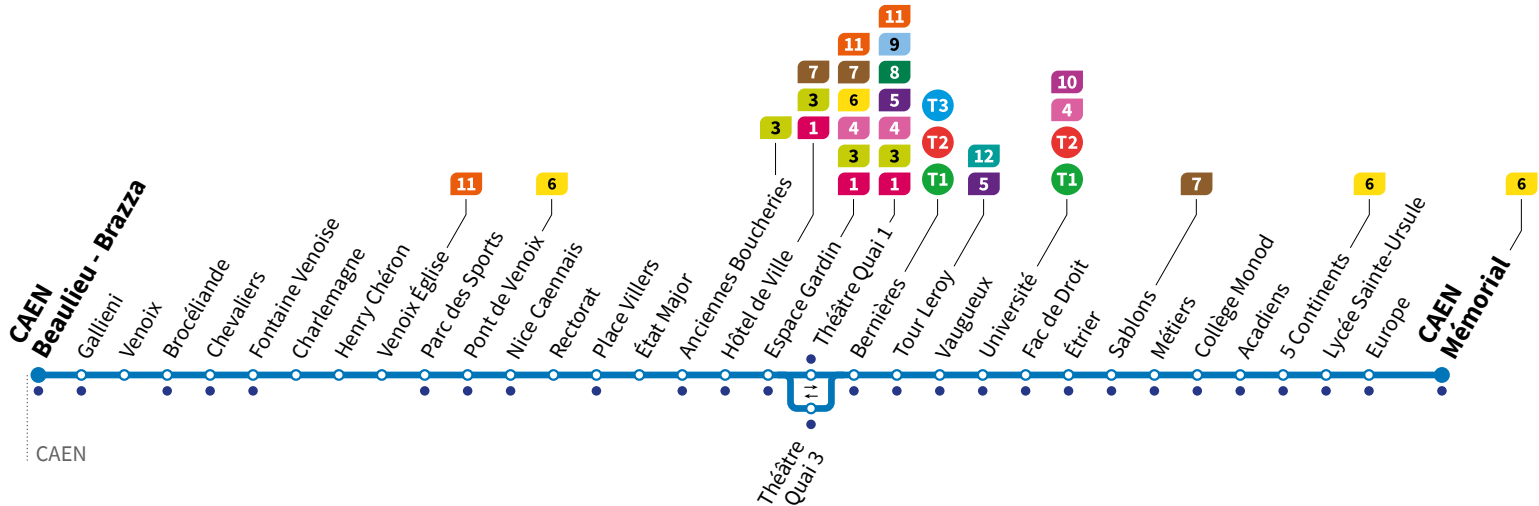 CAEN
Beaulieu - Brazza
Gallieni
Venoix
Brocéliande
Chevaliers
Fontaine Venoise
Charlemagne
Henry Chéron
Venoix Église
11
Parc des Sports
Pont de Venoix
6
Nice Caennais
Rectorat
Place Villers
État Major
Anciennes Boucheries
3
Hôtel de Ville
7
3
1
Espace Gardin
11
7
6
4
3
1
Théâtre Quai 1
11
9
8
5
4
3
1
Bernières
T3
T2
T1
Tour Leroy
12
5
Vaugueux
Université
10
4
T2
T1
Fac de Droit
Étrier
Sablons
7
Métiers
Collège Monod
Acadiens
5 Continents
6
Lycée Sainte-Ursule
Europe
CAEN
Mémorial
6
Théâtre
Quai 3
CAEN